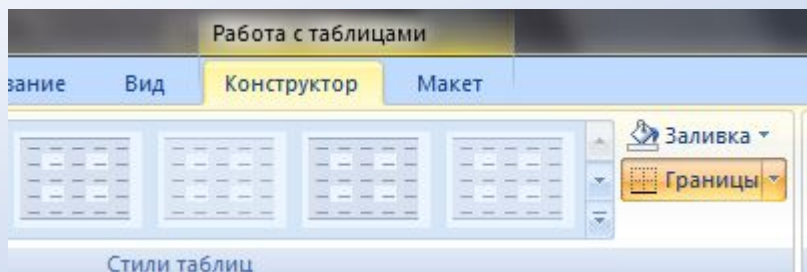 Работа с таблицами
Вид Конструктор Макет
Заливка
Границы
Стили таблиц